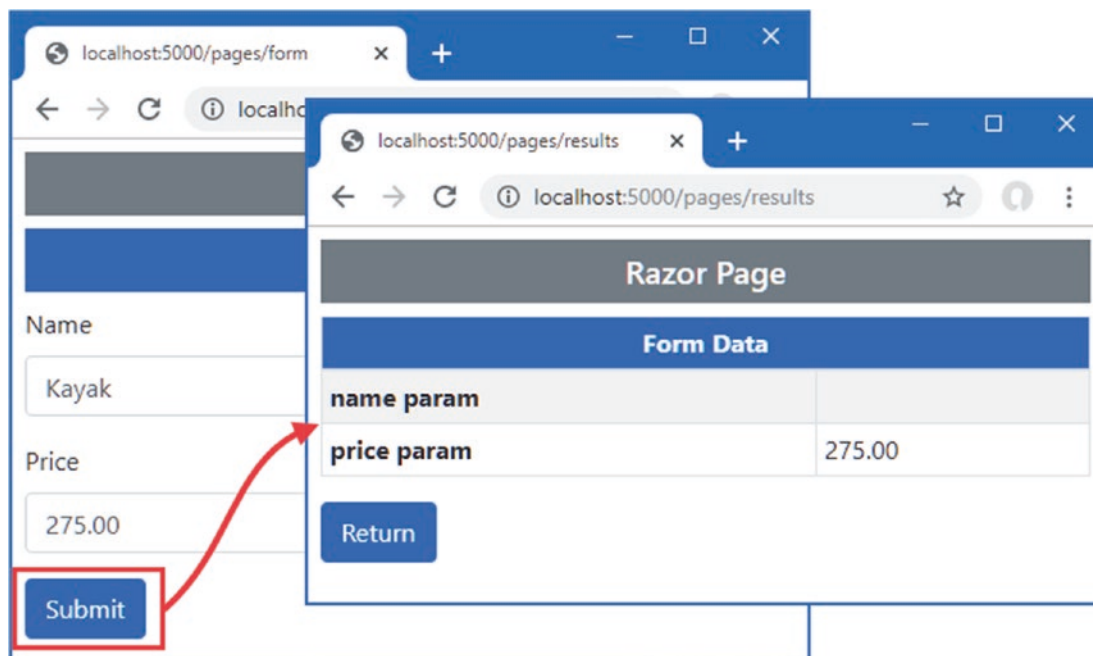 localhost:5000/pages/form
localhc
Name
Kayak
Price
275.00
Submit
localhost:5000/pages/results
localhost:5000/pages/results
Razor Page
Form Data
name param
price param 275.00
Return